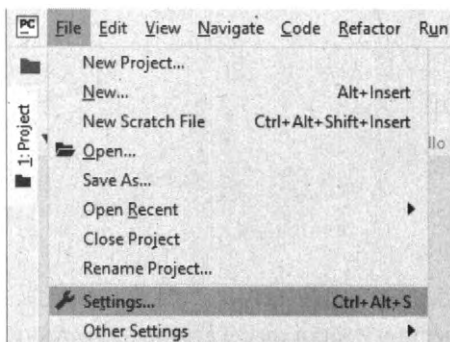 PC File Edit View Navigate Code Refactor Run
New Project...
New... Alt+Insert
New Scratch File Ctrl+Alt+Shift+Insert
1: Project
llo
Open...
Save As...
Open Recent
Close Project
Rename Project...
Settings... Ctrl+Alt+S
Other Settings